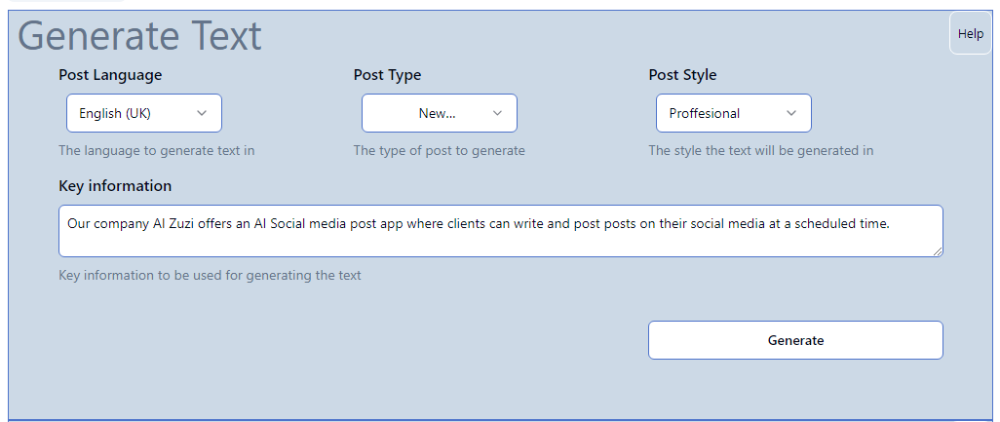 Generate Text
Help
Post Language
Post Type
Post Style
English (UK)
New...
Proffesional
The language to generate text in
The type of post to generate
The style the text will be generated in
Key information
Our company AI Zuzi offers an AI Social media post app where clients can write and post posts on their social media at a scheduled time.
Key information to be used for generating the text
Generate